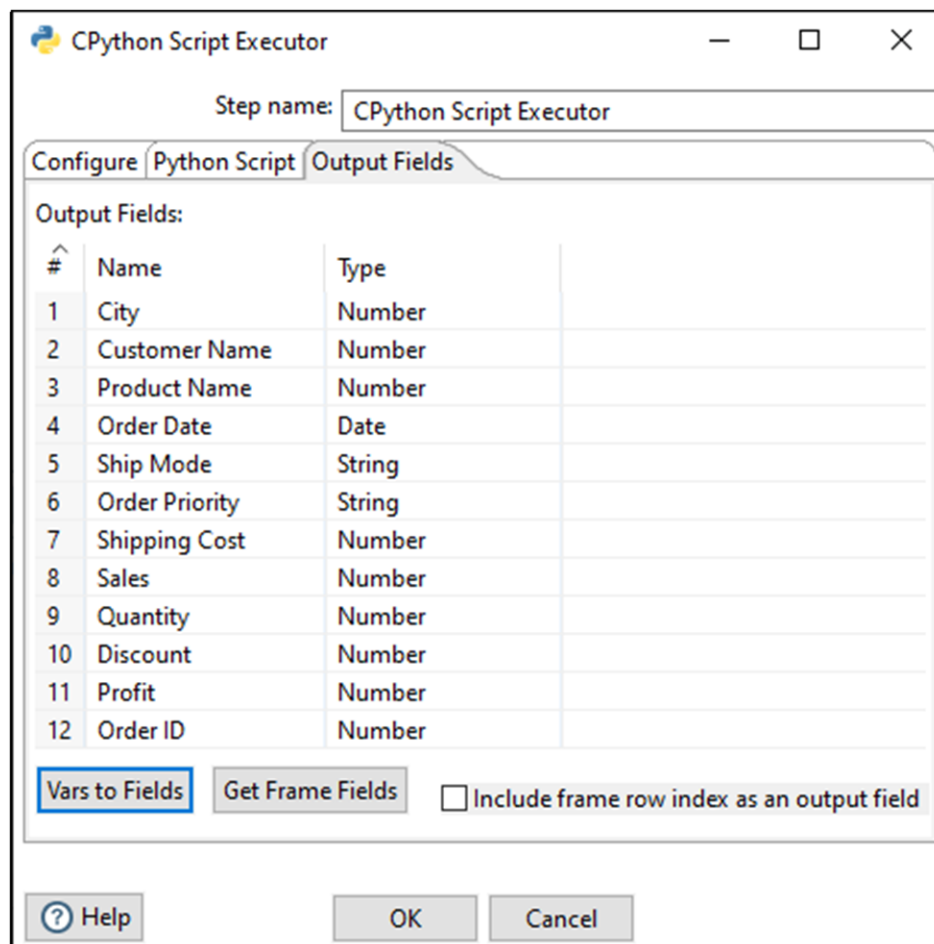 CPython Script Executor
Step name: CPython Script Executor
Configure Python Script Output Fields
Output Fields:
# Name Type
1 City Number
2 Customer Name Number
3 Product Name Number
4 Order Date Date
5 Ship Mode String
6 Order Priority String
7 Shipping Cost Number
8 Sales Number
9 Quantity Number
10 Discount Number
11 Profit Number
12 Order ID Number
Vars to Fields Get Frame Fields Include frame row index as an output field
? Help OK Cancel